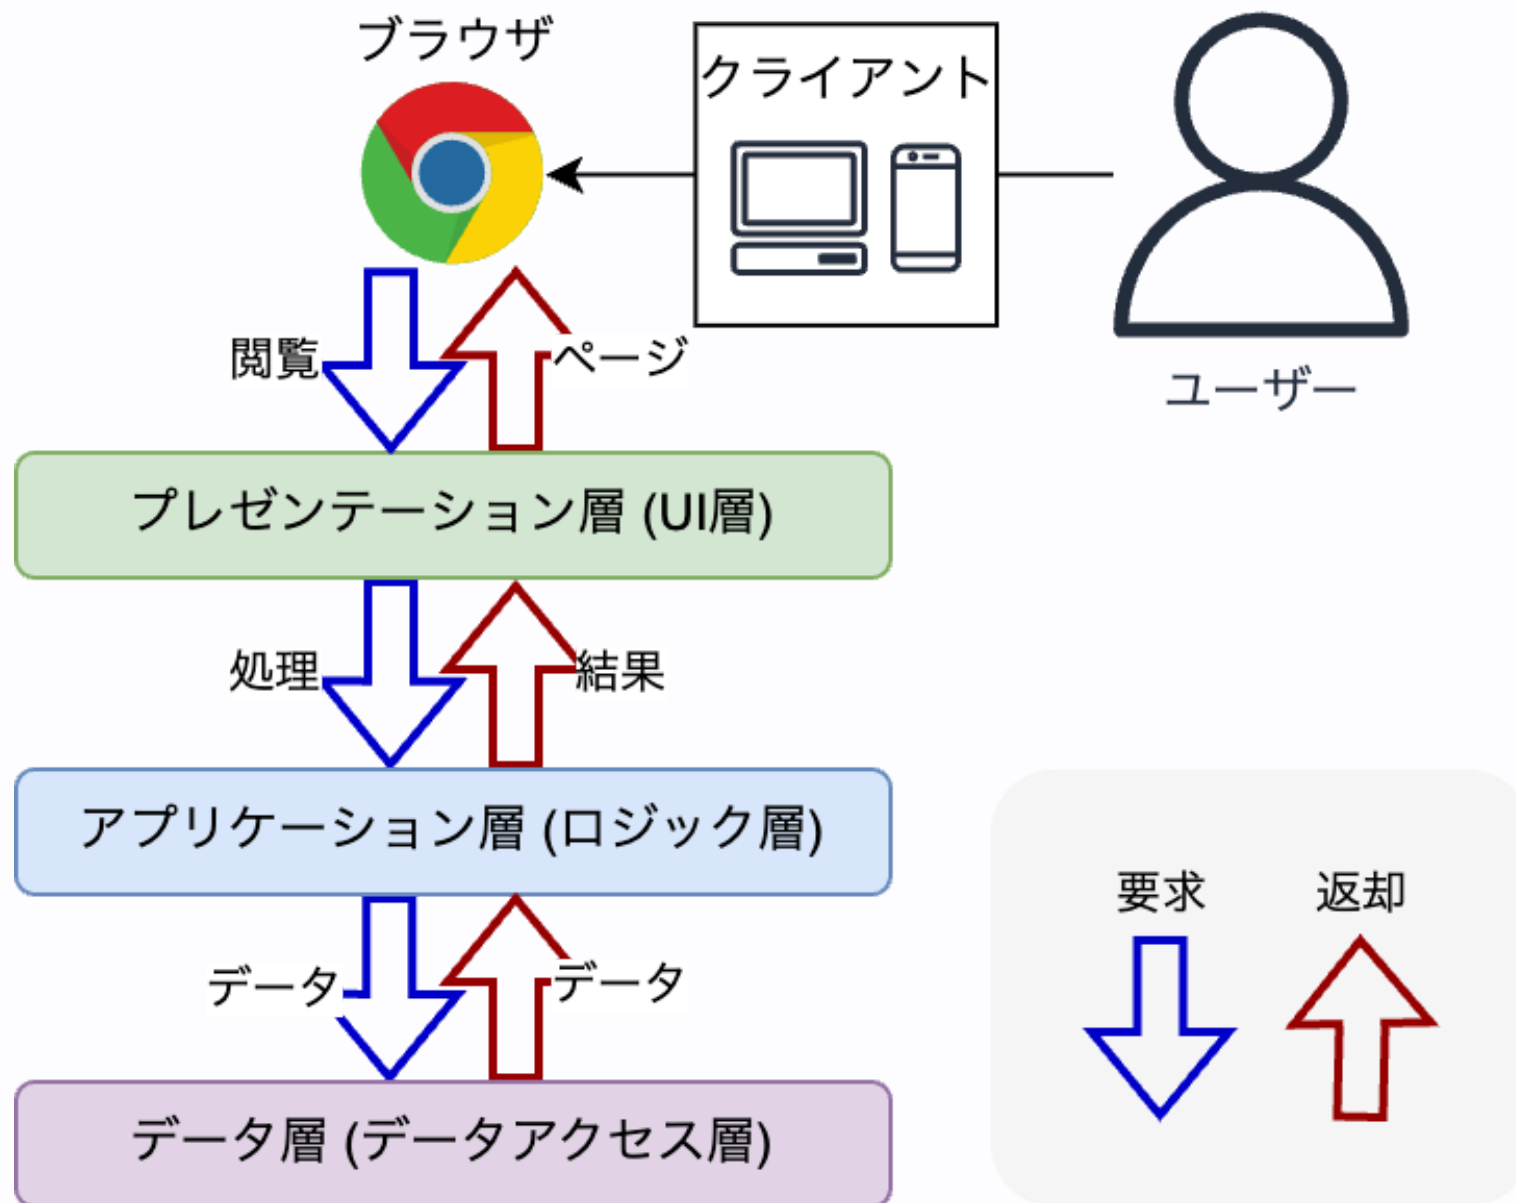 ブラウザ
クライアント
ユーザー
閲覧
ページ
プレゼンテーション層 (UI層)
処理
結果
アプリケーション層 (ロジック層)
データ
データ
データ層 (データアクセス層)
要求
返却